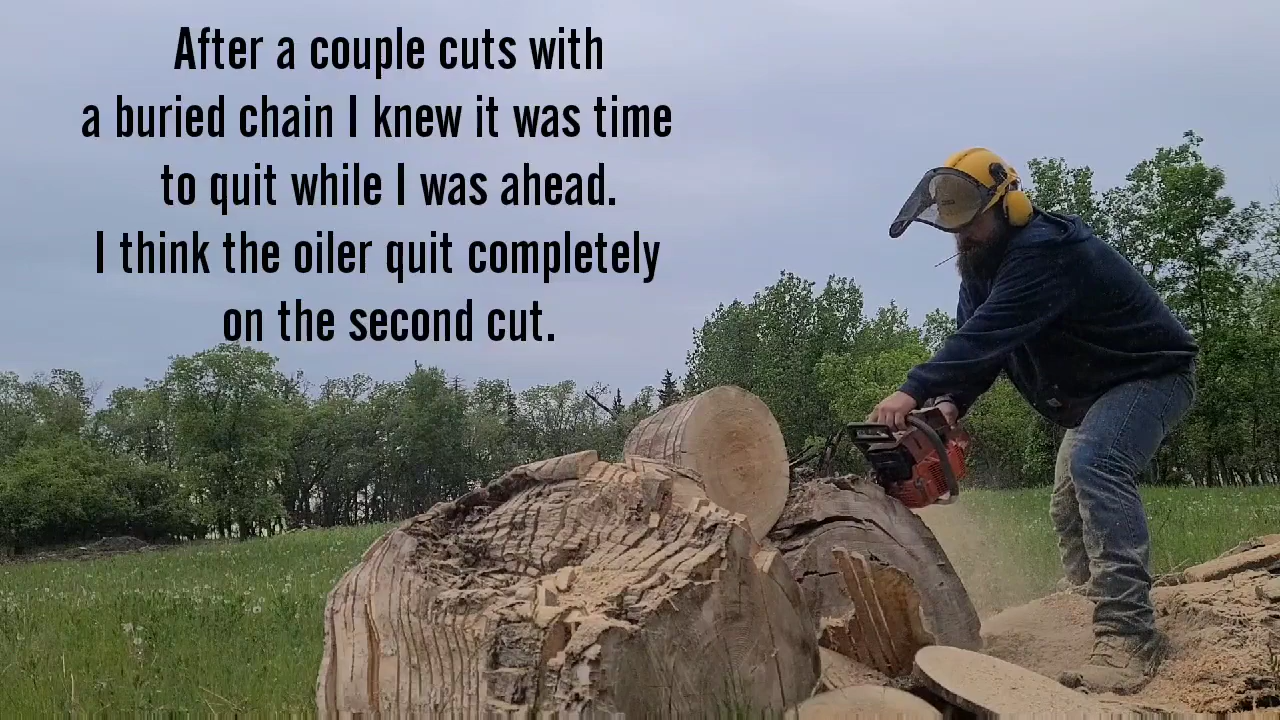 After a couple cuts with
a buried chain I knew it was time
to quit while I was ahead.
I think the oiler quit completely
on the second cut.